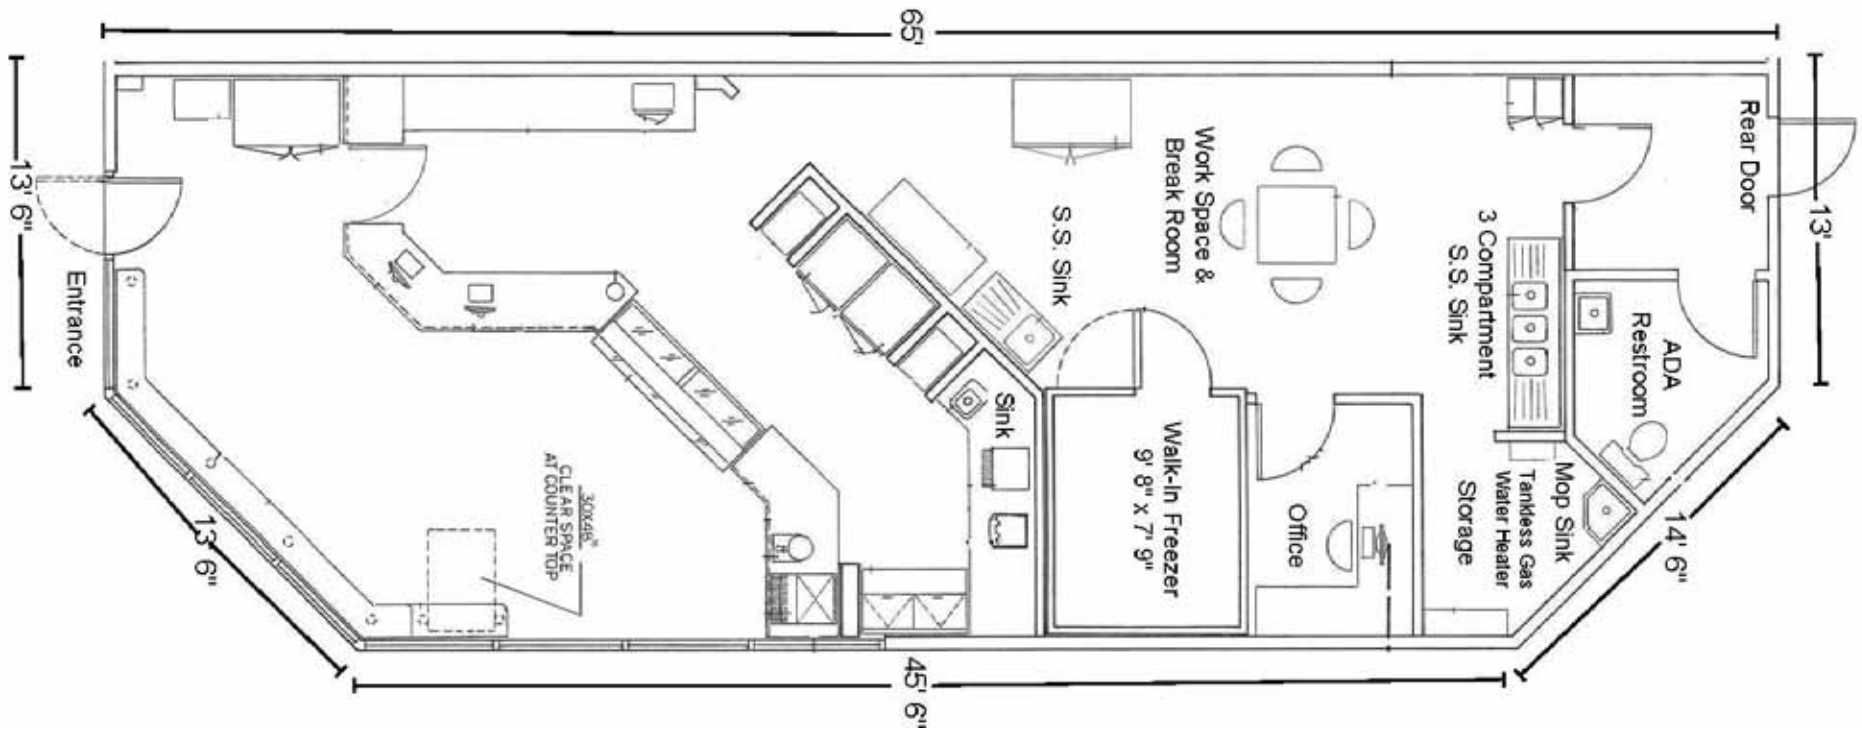 65'
13' 6"
Entrance
13' 6"
30X48"
CLEAR SPACE
AT COUNTER TOP
45' 6"
Sink
S.S. Sink
Work Space &
Break Room
Walk-In Freezer
9' 8" x 7' 9"
Office
3 Compartment
S.S. Sink
Storage
Tankless Gas
Water Heater
Mop Sink
ADA
Restroom
Rear Door
13'
14' 6"